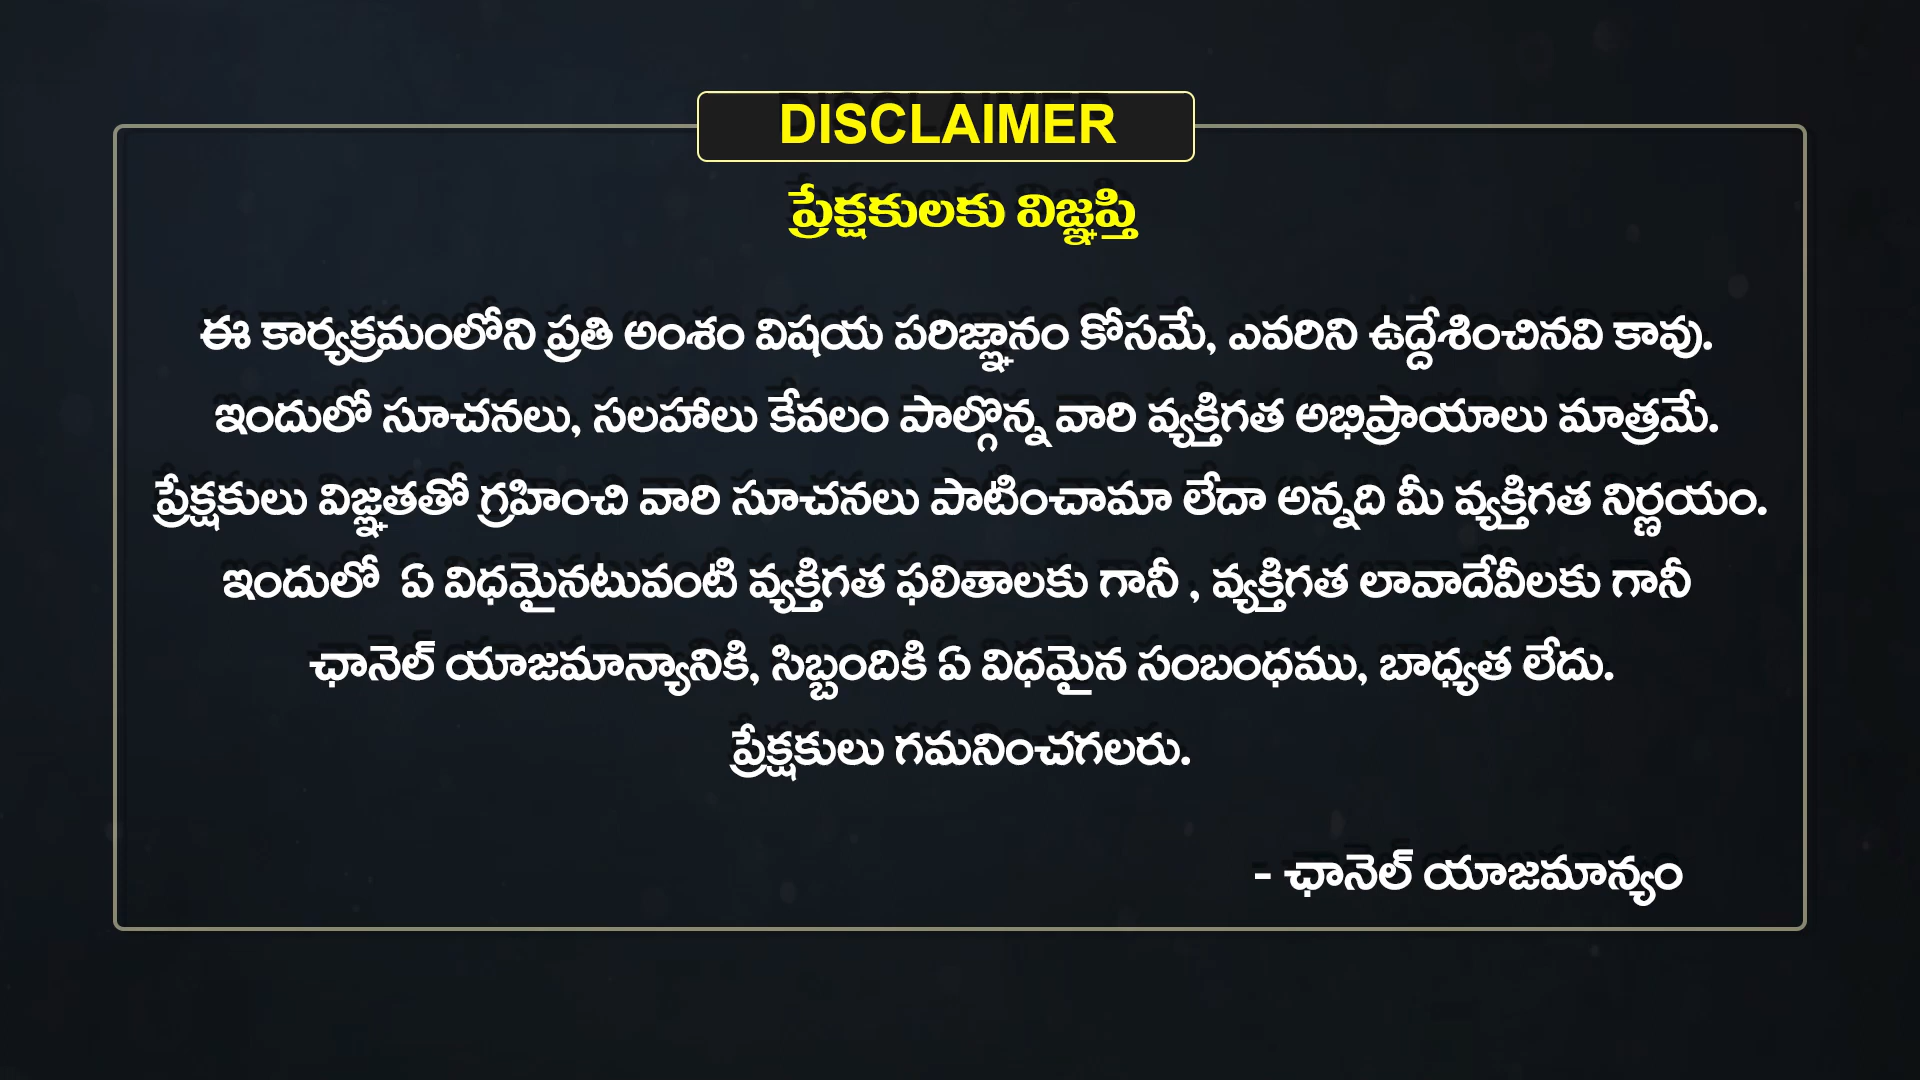 DISCLAIMER
ప్రేక్షకులకు విజ్ఞప్తి
ఈ కార్యక్రమంలోని ప్రతి అంశం విషయ పరిజ్ఞానం కోసమే, ఎవరిని ఉద్దేశించినవి కావు.
ఇందులో సూచనలు, సలహాలు కేవలం పాల్గొన్న వారి వ్యక్తిగత అభిప్రాయాలు మాత్రమే.
ప్రేక్షకులు విజ్ఞతతో గ్రహించి వారి సూచనలు పాటించామా లేదా అన్నది మీ వ్యక్తిగత నిర్ణయం.
ఇందులో ఏ విధమైనటువంటి వ్యక్తిగత ఫలితాలకు గానీ , వ్యక్తిగత లావాదేవీలకు గానీ
ఛానెల్ యాజమాన్యానికి, సిబ్బందికి ఏ విధమైన సంబంధము, బాధ్యత లేదు.
ప్రేక్షకులు గమనించగలరు.
- ఛానెల్ యాజమాన్యం